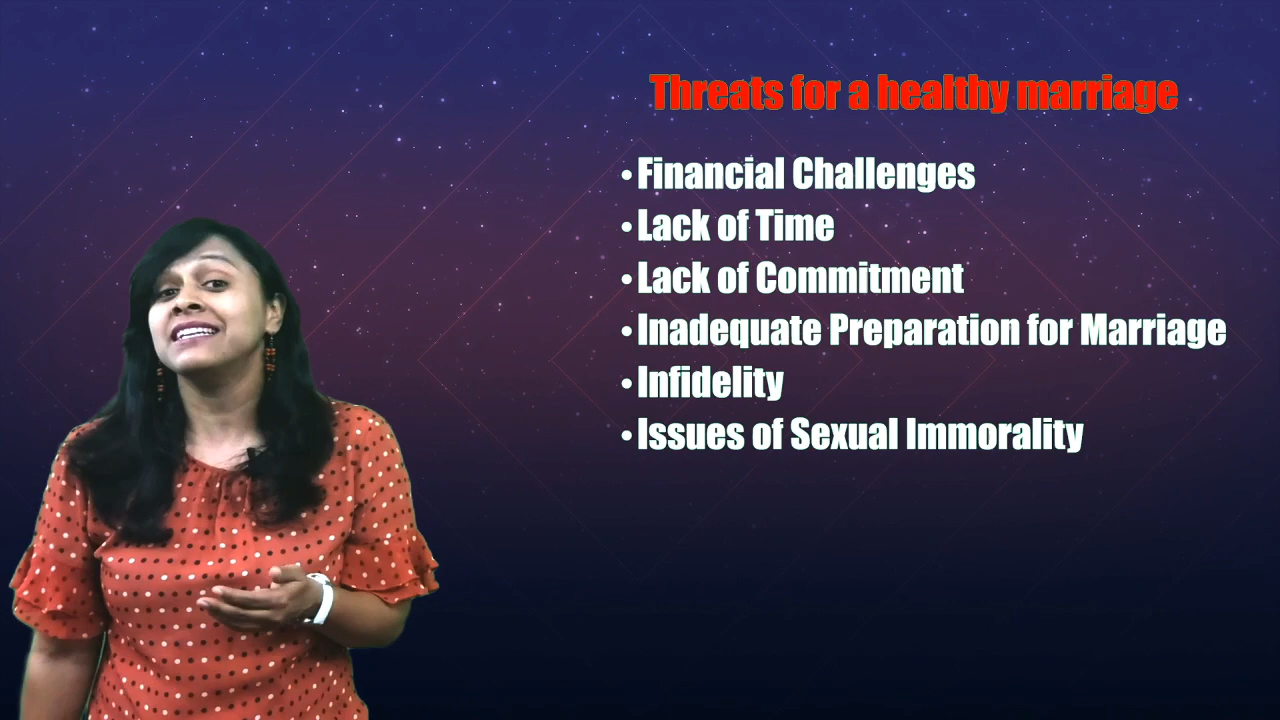 Threats for a healthy marriage
•Financial Challenges
•Lack of Time
•Lack of Commitment
•Inadequate Preparation for Marriage
•Infidelity
•Issues of Sexual Immorality